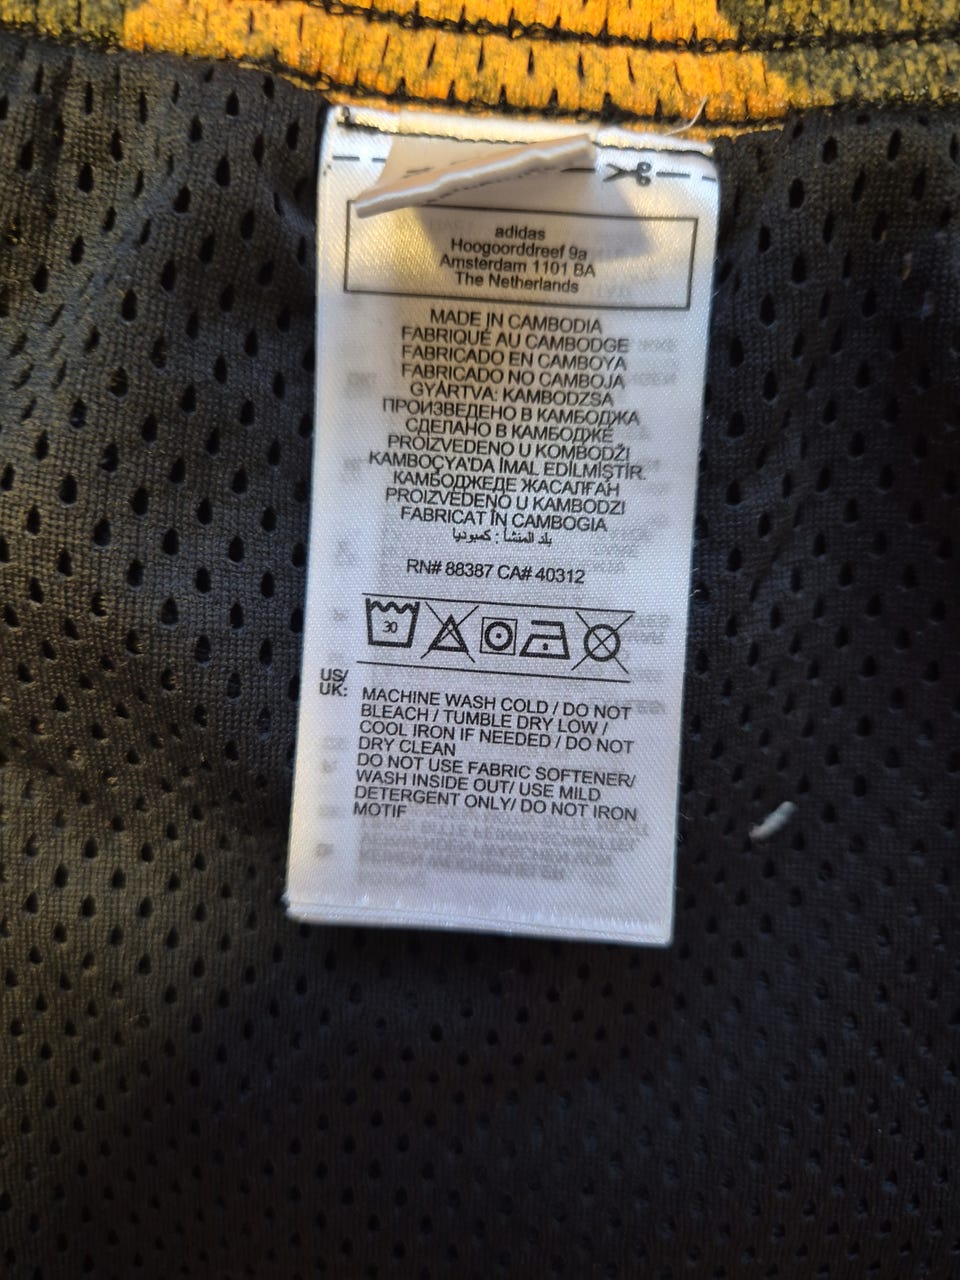 adidas
Hoogoorddreef 9a
Amsterdam 1101 BA
The Netherlands
MADE IN CAMBODIA
FABRIQUÉ AU CAMBODGE
FABRICADO EN CAMBOYA
FABRICADO NO CAMBOJA
GYÁRTVA: KAMBODZSA
ПРОИЗВЕДЕНО В КАМБОДЖА
СДЕЛАНО В КАМБОДЖЕ
PROIZVEDENO U KOMBODŽI
KAMBOÇYA'DA İMAL EDİLMİŞTİR.
КАМБОДЖЕДЕ ЖАСАЛҒАН
PROIZVEDENO U KAMBODZI
FABRICAT ÎN CAMBOGIA
بلد المنشأ: كمبوديا
RN# 88387 CA# 40312
30
US/
UK:
MACHINE WASH COLD / DO NOT
BLEACH / TUMBLE DRY LOW /
COOL IRON IF NEEDED / DO NOT
DRY CLEAN
DO NOT USE FABRIC SOFTENER/
WASH INSIDE OUT/ USE MILD
DETERGENT ONLY/ DO NOT IRON
MOTIF